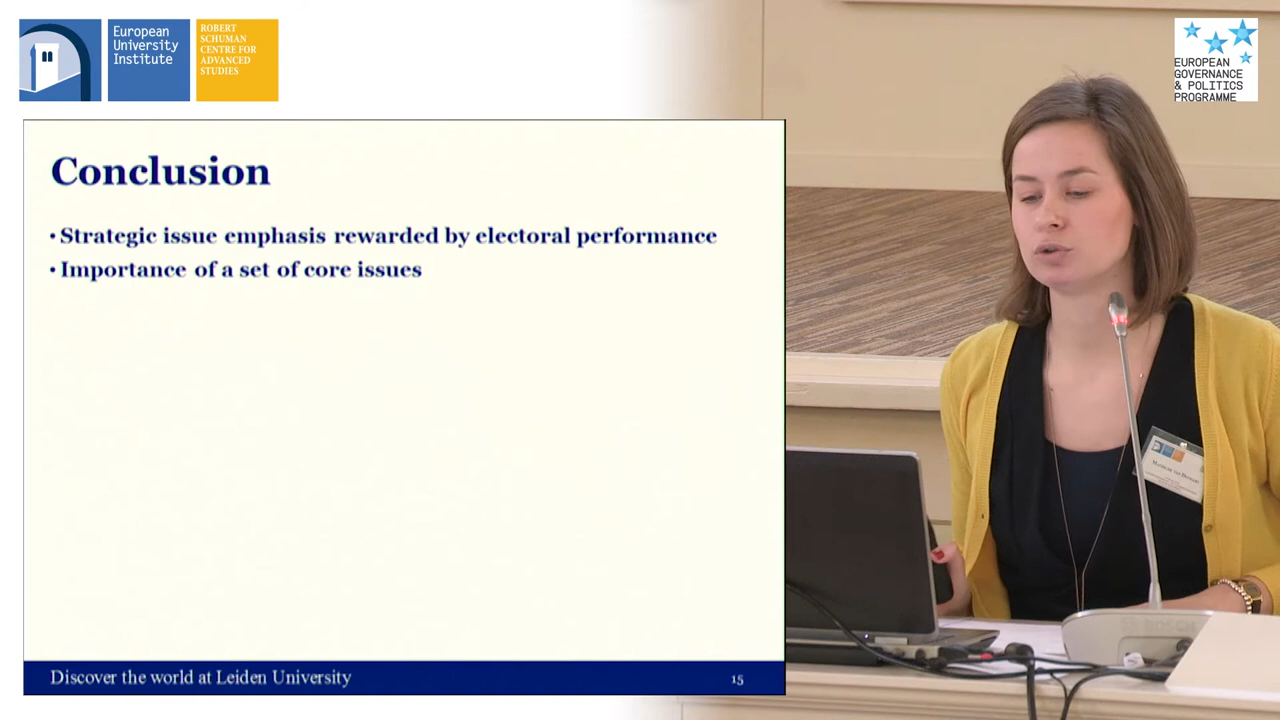 European
University
Institute
ROBERT
SCHUMAN
CENTRE FOR
ADVANCED
STUDIES
EUROPEAN
GOVERNANCE
& POLITICS
PROGRAMME
Conclusion
• Strategic issue emphasis rewarded by electoral performance
• Importance of a set of core issues
Discover the world at Leiden University
15
BOSCH